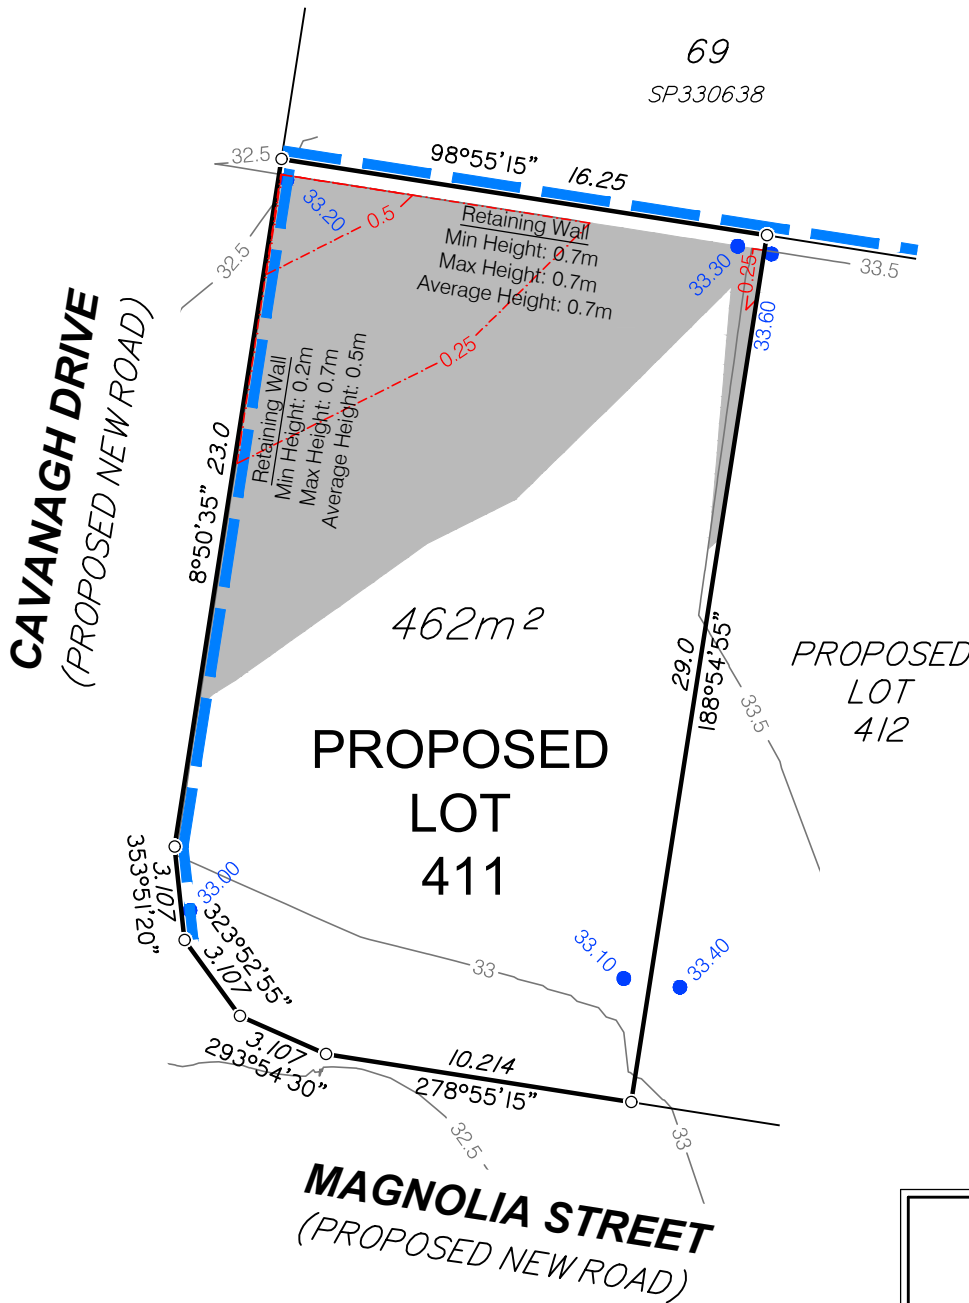 69
SP330638
32.5
98°55'15"
16.25
33.20
0.5
Retaining Wall
Min Height: 0.7m
Max Height: 0.7m
Average Height: 0.7m
33.30
0.25
33.60
33.5
32.5
0.25
Retaining Wall
Min Height: 0.2m
Max Height: 0.7m
Average Height: 0.5m
CAVANAGH DRIVE
(PROPOSED NEW ROAD)
8°50'35"
23.0
462m²
29.0
188°54'55"
PROPOSED
LOT
412
33.5
PROPOSED
LOT
411
353°51'20"
3.107
33.00
323°52'55"
3.107
33
33.10
33.40
3.107
293°54'30"
10.214
278°55'15"
32.5
33
MAGNOLIA STREET
(PROPOSED NEW ROAD)